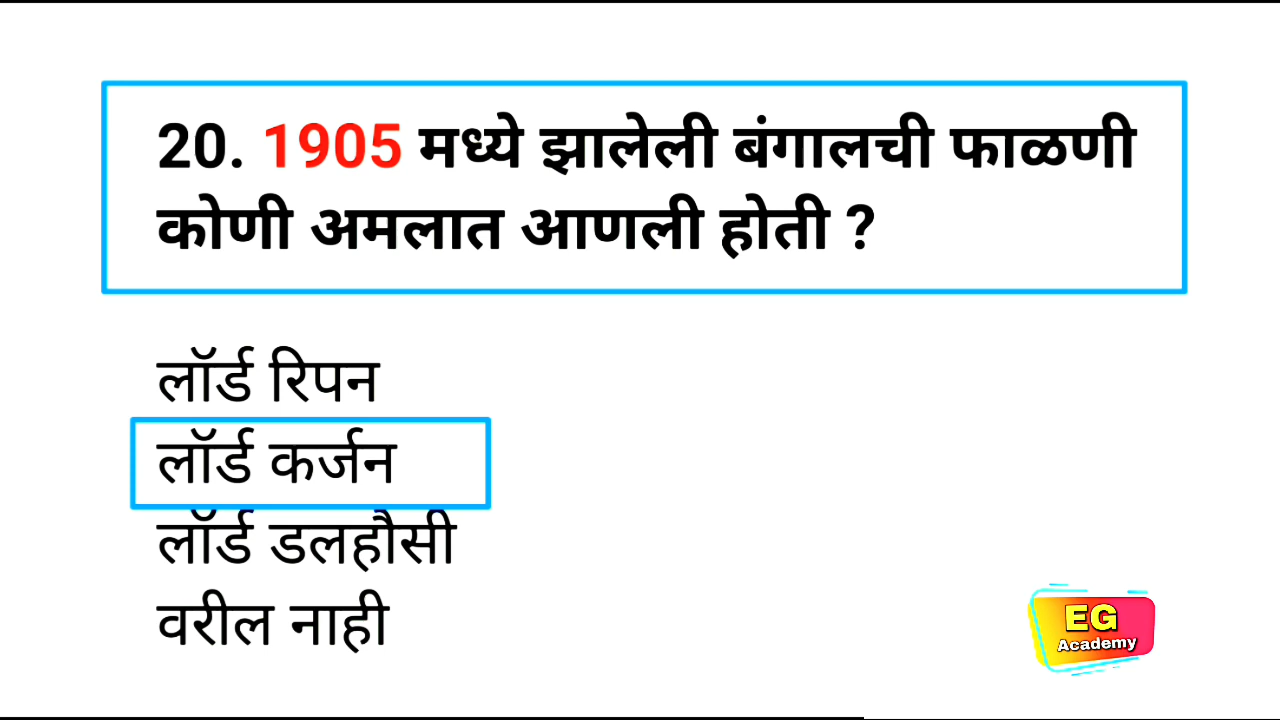 20. 1905 मध्ये झालेली बंगालची फाळणी
कोणी अमलात आणली होती ?
लॉर्ड रिपन
लॉर्ड कर्जन
लॉर्ड डलहौसी
वरील नाही
EG
Academy